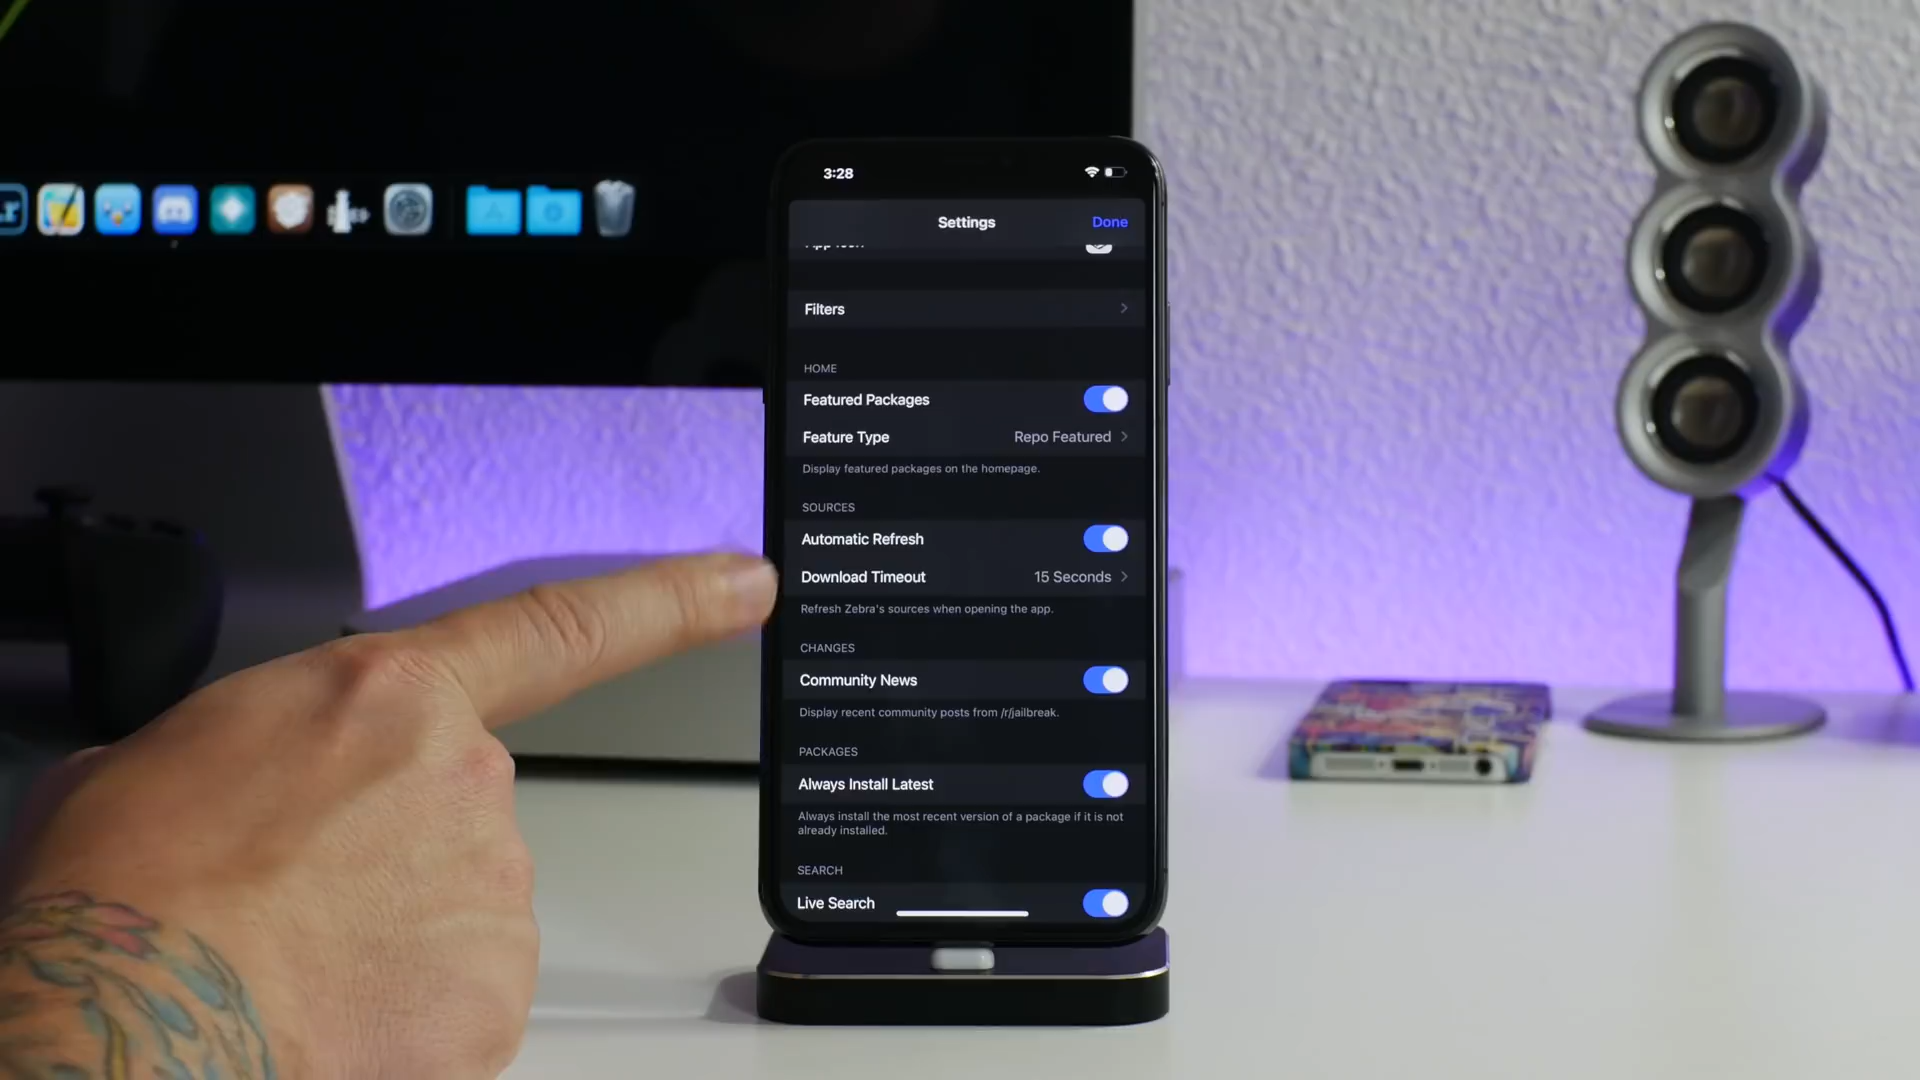 3:28
Settings
Done
App Icon
Filters
HOME
Featured Packages
Feature Type
Repo Featured
Display featured packages on the homepage.
SOURCES
Automatic Refresh
Download Timeout
15 Seconds
Refresh Zebra's sources when opening the app.
CHANGES
Community News
Display recent community posts from /r/jailbreak.
PACKAGES
Always Install Latest
Always install the most recent version of a package if it is not
already installed.
SEARCH
Live Search